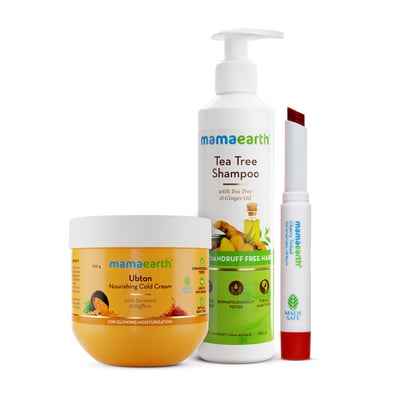 mamaearth
Tea Tree
Shampoo
with Tea Tree
& Ginger Oil
DANDRUFF FREE HAIR
mamaearth
Ubtan
Nourishing Cold Cream
with Turmeric
& Saffron
FOR GLOWING MOISTURIZATION
mamaearth
MADE
SAFE